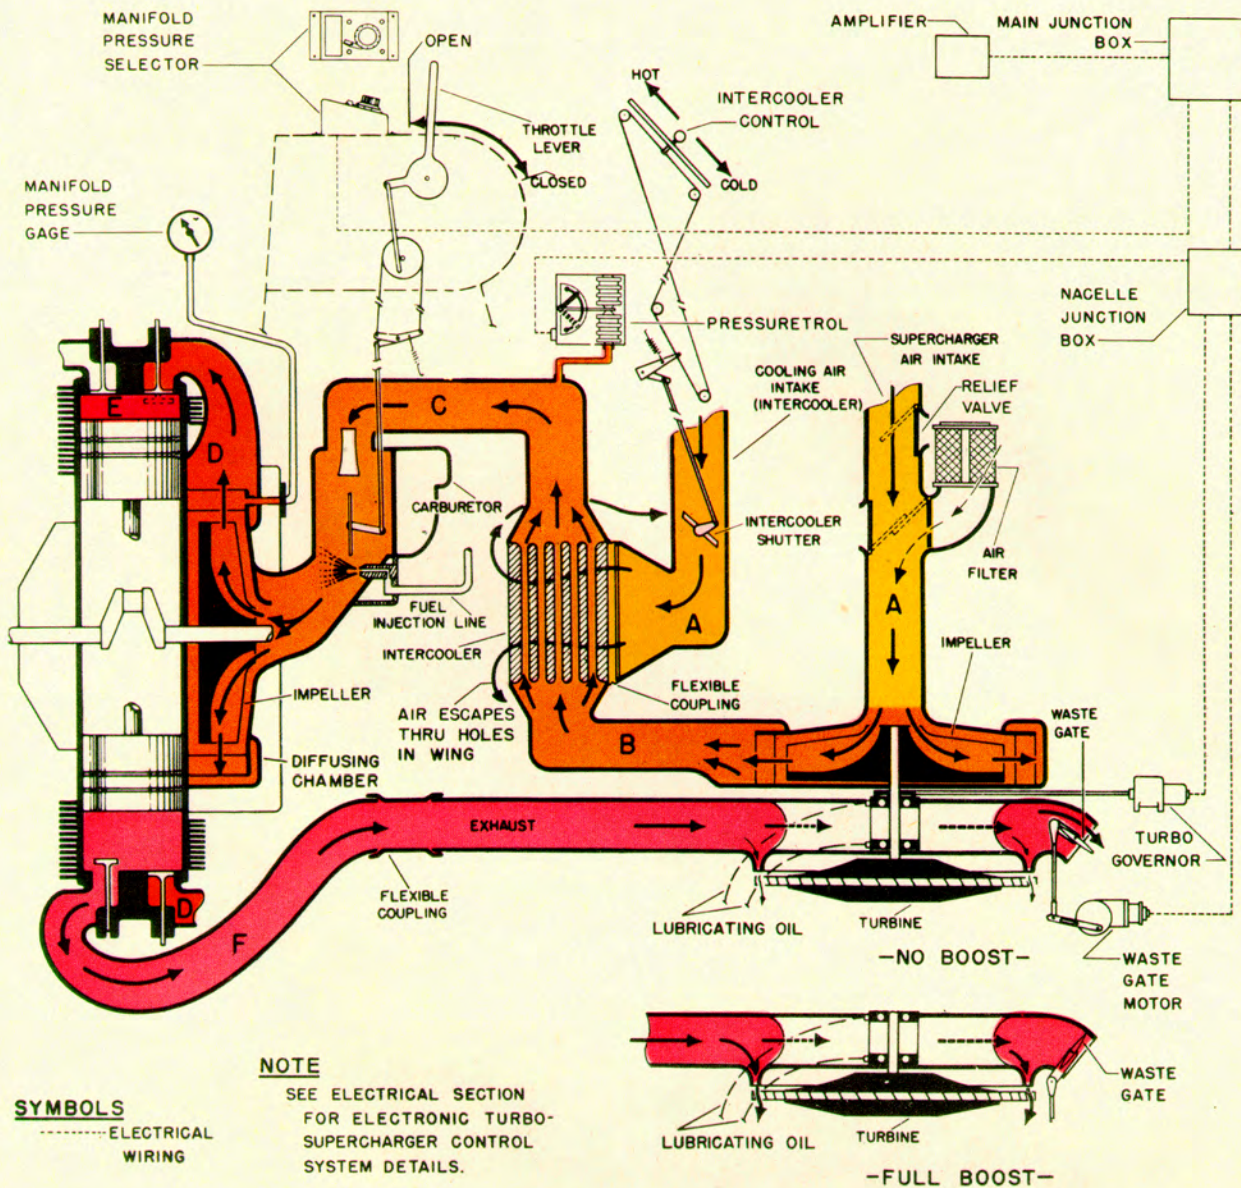 MANIFOLD
PRESSURE
SELECTOR
OPEN
THROTTLE
LEVER
CLOSED
HOT
INTERCOOLER
CONTROL
COLD
AMPLIFIER
MAIN JUNCTION
BOX
MANIFOLD
PRESSURE
GAGE
PRESSURETROL
NACELLE
JUNCTION
BOX
SUPERCHARGER
AIR INTAKE
COOLING AIR
INTAKE
(INTERCOOLER)
RELIEF
VALVE
E
D
C
CARBURETOR
INTERCOOLER
SHUTTER
AIR
FILTER
FUEL
INJECTION LINE
A
A
INTERCOOLER
IMPELLER
IMPELLER
FLEXIBLE
COUPLING
AIR ESCAPES
THRU HOLES
IN WING
B
WASTE
GATE
DIFFUSING
CHAMBER
EXHAUST
TURBO
GOVERNOR
D
FLEXIBLE
COUPLING
LUBRICATING OIL
TURBINE
F
-NO BOOST-
WASTE
GATE
MOTOR
NOTE
SEE ELECTRICAL SECTION
FOR ELECTRONIC TURBO-
SUPERCHARGER CONTROL
SYSTEM DETAILS.
SYMBOLS
-------- ELECTRICAL
WIRING
WASTE
GATE
LUBRICATING OIL
TURBINE
-FULL BOOST-